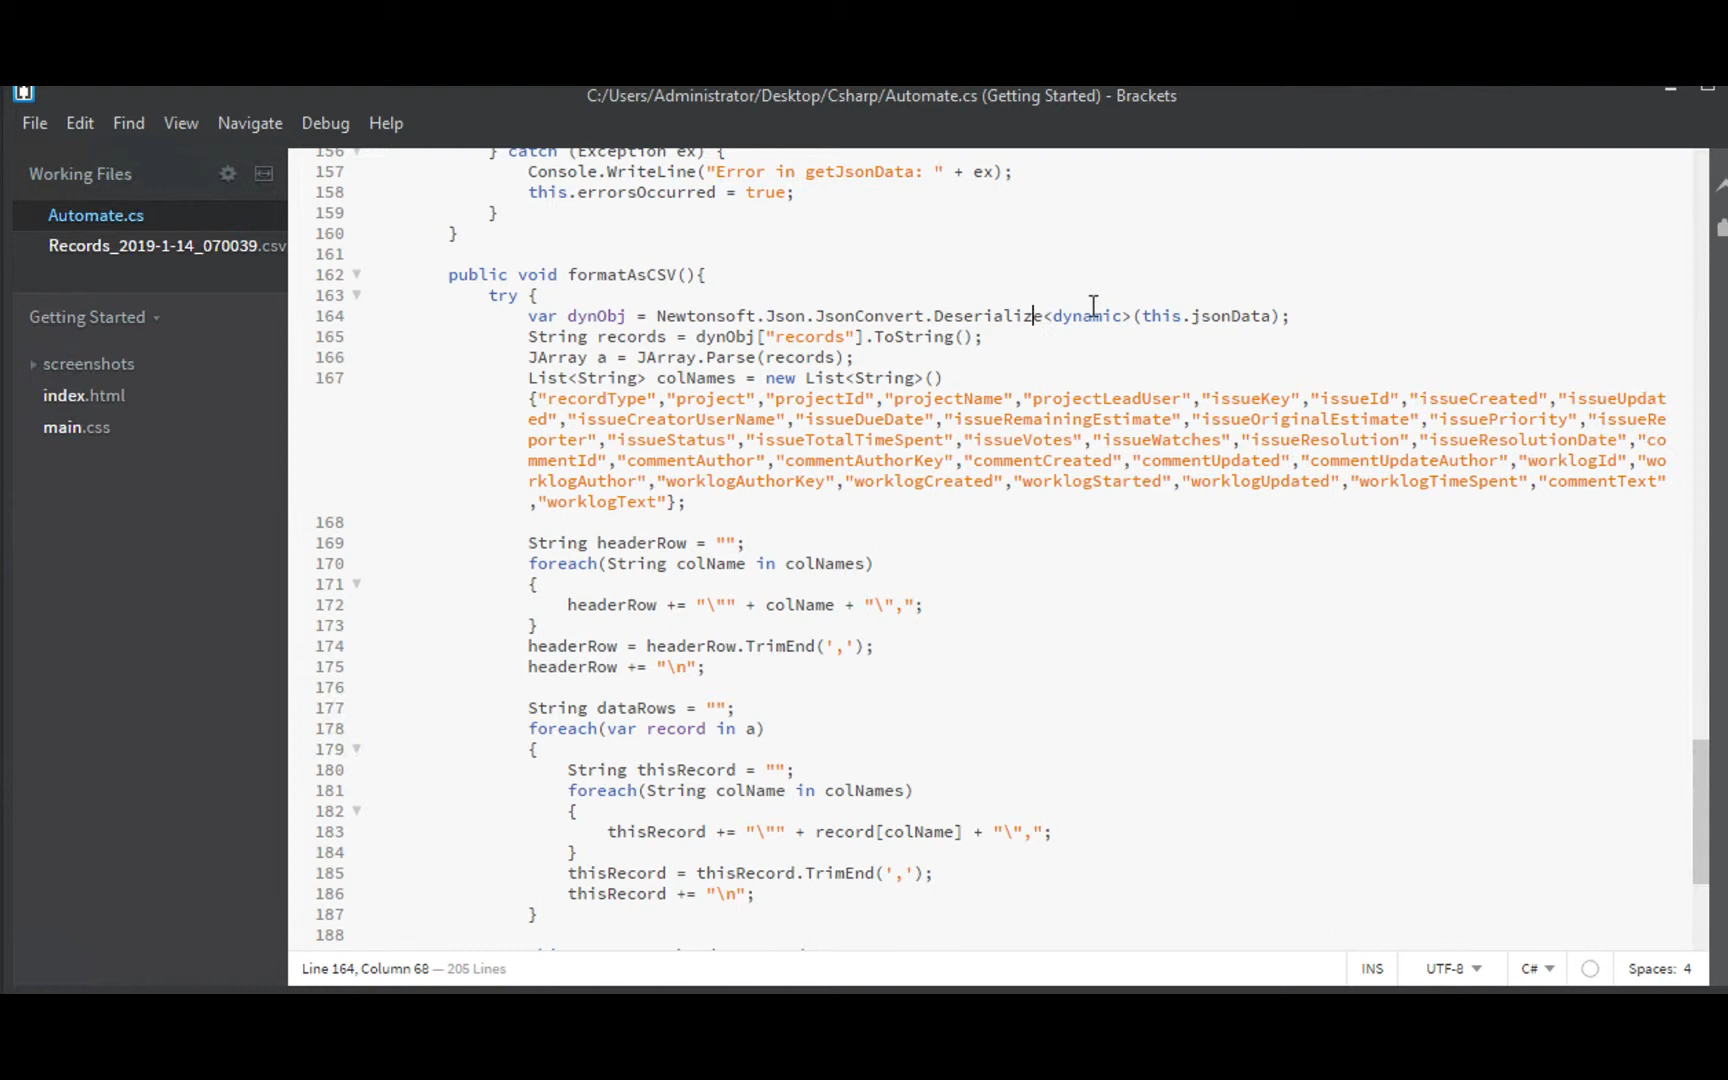 C:/Users/Administrator/Desktop/Csharp/Automate.cs (Getting Started) - Brackets
File Edit Find View Navigate Debug Help
Working Files
Automate.cs
Records_2019-1-14_070039.csv
Getting Started
screenshots
index.html
main.css
156 } catch (Exception ex) {
157 Console.WriteLine("Error in getJsonData: " + ex);
158 this.errorsOccurred = true;
159 }
160 }
161
162 public void formatAsCSV(){
163 try {
164 var dynObj = Newtonsoft.Json.JsonConvert.Deserialize<dynamic>(this.jsonData);
165 String records = dynObj["records"].ToString();
166 JArray a = JArray.Parse(records);
167 List<String> colNames = new List<String>()
{"recordType","project","projectId","projectName","projectLeadUser","issueKey","issueId","issueCreated","issueUpdat
ed","issueCreatorUserName","issueDueDate","issueRemainingEstimate","issueOriginalEstimate","issuePriority","issueRe
porter","issueStatus","issueTotalTimeSpent","issueVotes","issueWatches","issueResolution","issueResolutionDate","co
mmentId","commentAuthor","commentAuthorKey","commentCreated","commentUpdated","commentUpdateAuthor","worklogId","wo
rklogAuthor","worklogAuthorKey","worklogCreated","worklogStarted","worklogUpdated","worklogTimeSpent","commentText"
,"worklogText"};
168
169 String headerRow = "";
170 foreach(String colName in colNames)
171 {
172 headerRow += "\"" + colName + "\",";
173 }
174 headerRow = headerRow.TrimEnd(',');
175 headerRow += "\n";
176
177 String dataRows = "";
178 foreach(var record in a)
179 {
180 String thisRecord = "";
181 foreach(String colName in colNames)
182 {
183 thisRecord += "\"" + record[colName] + "\",";
184 }
185 thisRecord = thisRecord.TrimEnd(',');
186 thisRecord += "\n";
187 }
188
Line 164, Column 68 — 205 Lines INS UTF-8 C# Spaces: 4